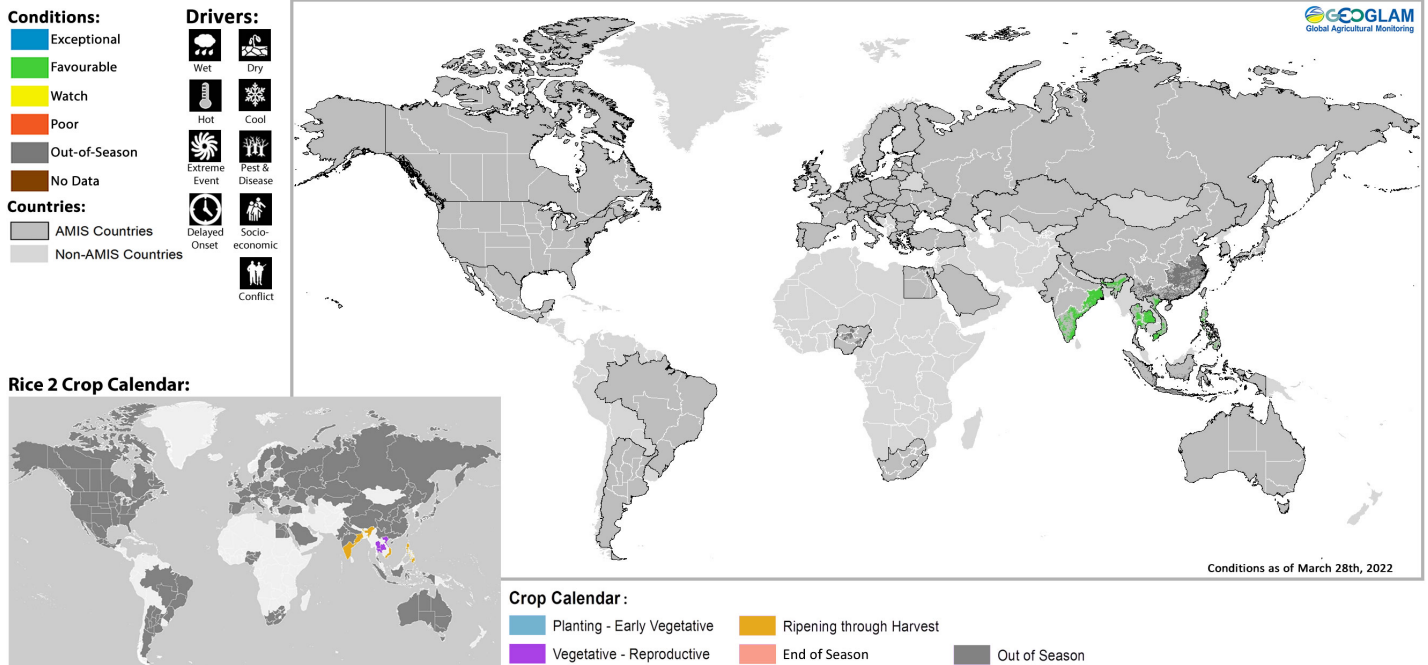 Conditions:
Exceptional
Favourable
Watch
Poor
Out-of-Season
No Data
Countries:
AMIS Countries
Non-AMIS Countries
Drivers:
Wet
Dry
Hot
Cool
Extreme
Event
Pest &
Disease
Delayed
Onset
Socio-
economic
Conflict
GEOGLAM
Global Agricultural Monitoring
Rice 2 Crop Calendar:
Conditions as of March 28th, 2022
Crop Calendar :
Planting - Early Vegetative
Ripening through Harvest
Vegetative - Reproductive
End of Season
Out of Season